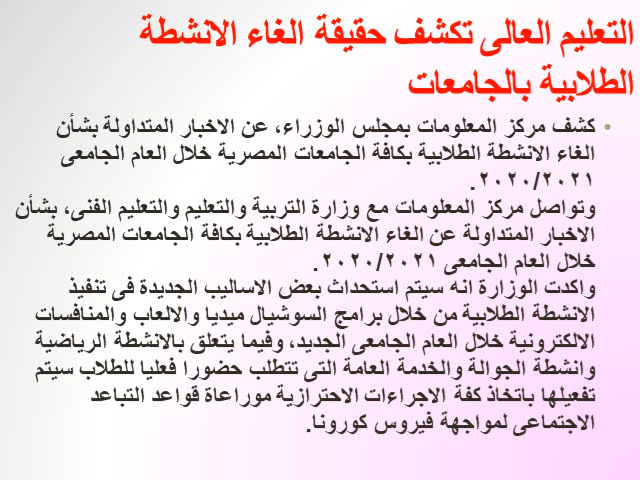 التعليم العالى تكشف حقيقة الغاء الانشطة
الطلابية بالجامعات
• كشف مركز المعلومات بمجلس الوزراء، عن الاخبار المتداولة بشأن
الغاء الانشطة الطلابية بكافة الجامعات المصرية خلال العام الجامعى
٢٠٢٠/٢٠٢١.
وتواصل مركز المعلومات مع وزارة التربية والتعليم والتعليم الفنى، بشأن
الاخبار المتداولة عن الغاء الانشطة الطلابية بكافة الجامعات المصرية
خلال العام الجامعى ٢٠٢٠/٢٠٢١.
واكدت الوزارة انه سيتم استحداث بعض الاساليب الجديدة فى تنفيذ
الانشطة الطلابية من خلال برامج السوشيال ميديا والالعاب والمنافسات
الالكترونية خلال العام الجامعى الجديد، وفيما يتعلق بالانشطة الرياضية
وانشطة الجوالة والخدمة العامة التى تتطلب حضورا فعليا للطلاب سيتم
تفعيلها باتخاذ كفة الاجراءات الاحترازية موراعاة قواعد التباعد
الاجتماعى لمواجهة فيروس كورونا.